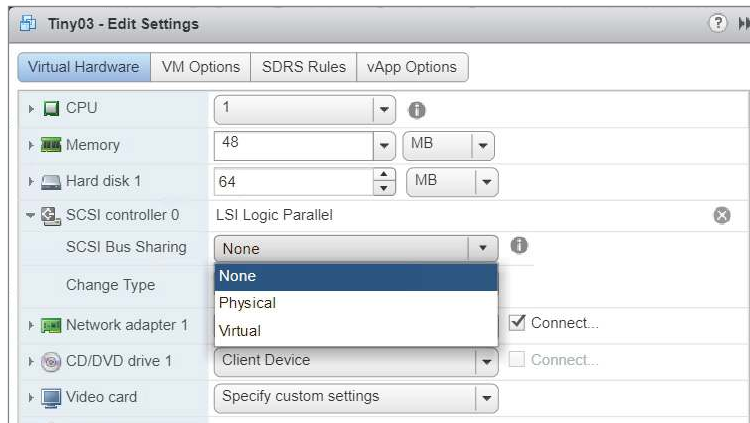 Tiny03 - Edit Settings ?
Virtual Hardware VM Options SDRS Rules vApp Options
CPU 1
Memory 48 MB
Hard disk 1 64 MB
SCSI controller 0 LSI Logic Parallel
SCSI Bus Sharing None
None
Change Type
Physical
Network adapter 1 Connect...
Virtual
CD/DVD drive 1 Client Device Connect...
Video card Specify custom settings